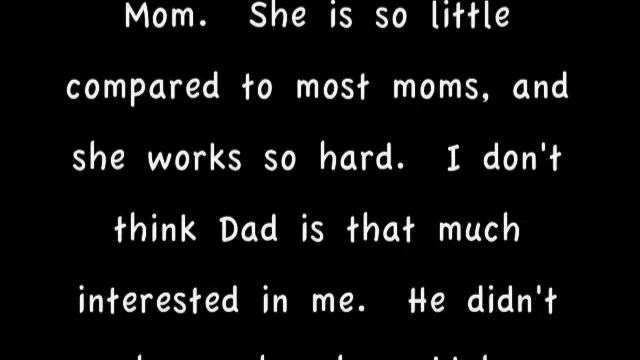 Mom.  She is so little
compared to most moms, and
she works so hard.  I don't
think Dad is that much
interested in me.  He didn't